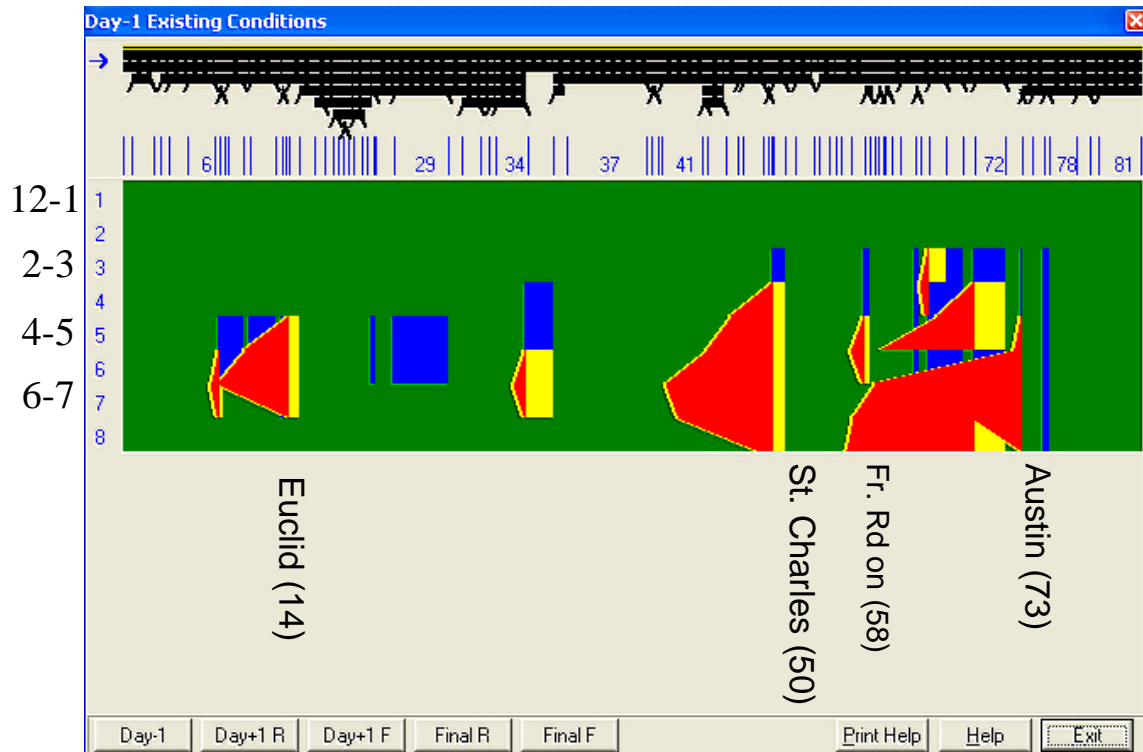 Day-1 Existing Conditions
6 29 34 37 41 72 78 81
12-1
2-3
4-5
6-7
1
2
3
4
5
6
7
8
Euclid (14)
St. Charles (50)
Fr. Rd on (58)
Austin (73)
Day-1 Day+1 R Day+1 F Final R Final F Print Help Help Exit